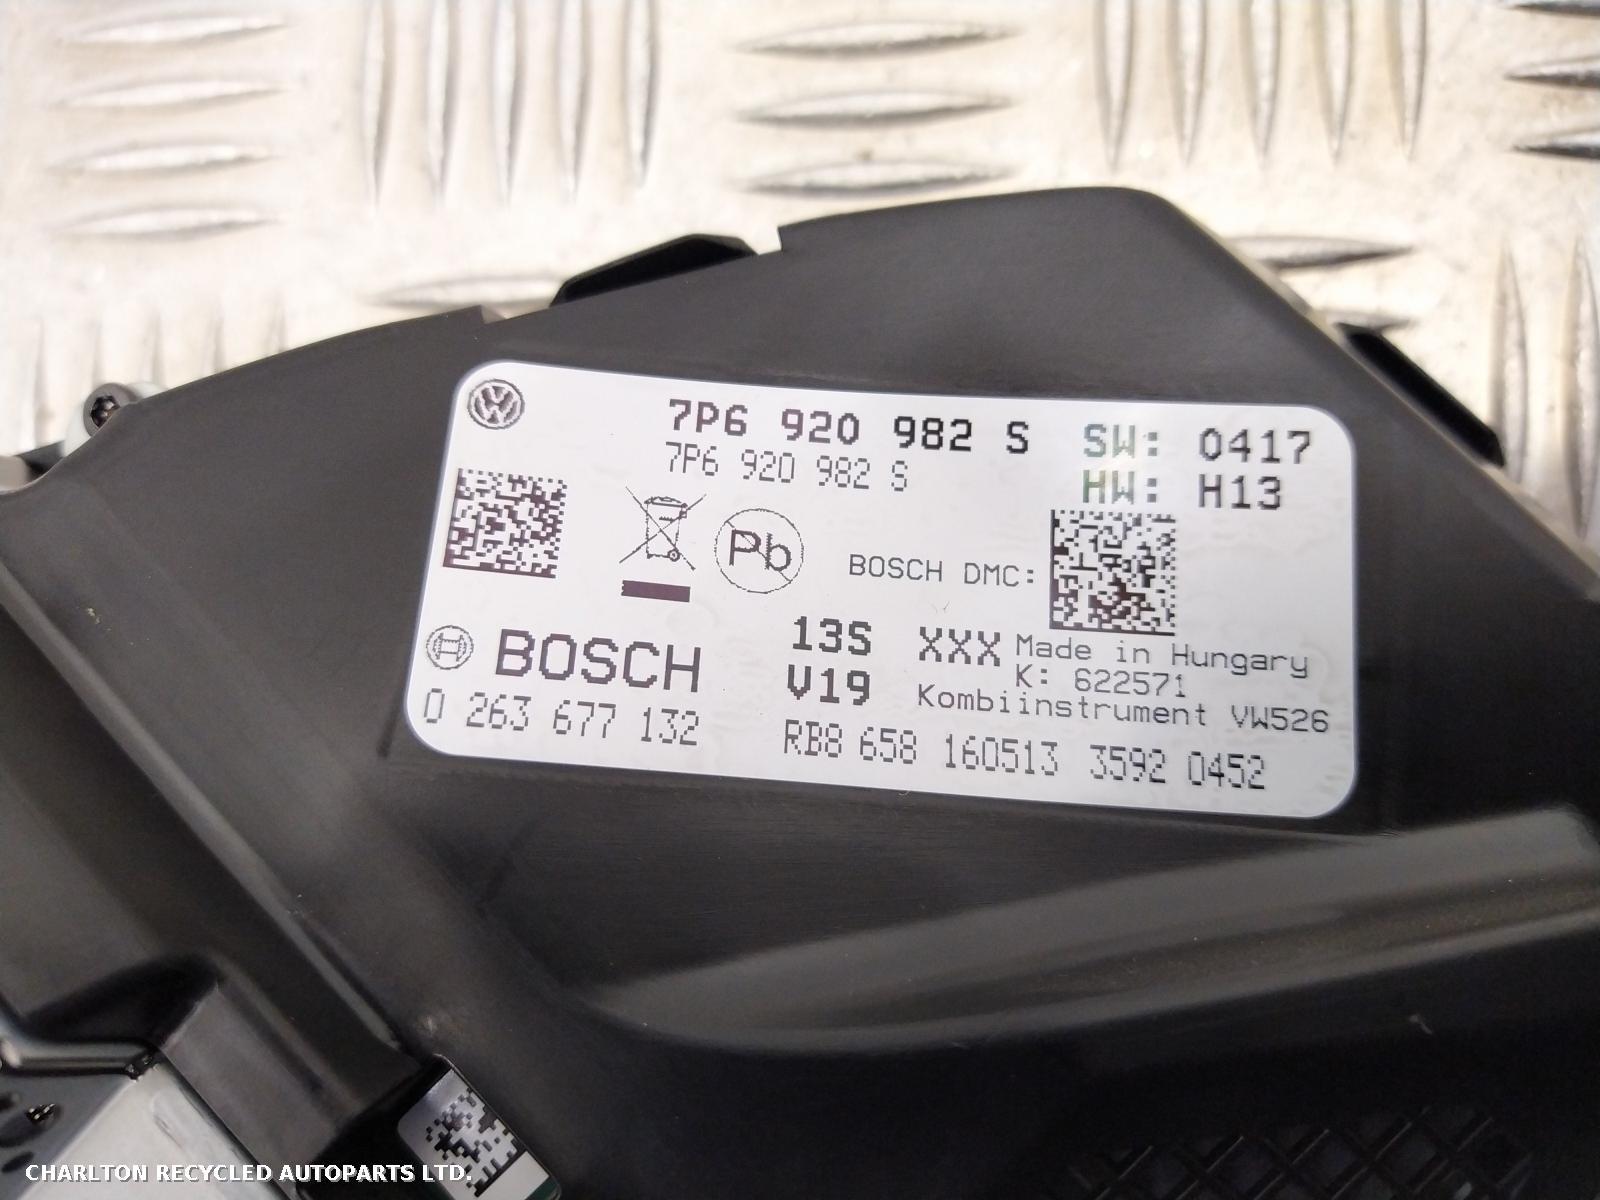 7P6 920 982 S SW: 0417
7P6 920 982 S HW: H13
Pb
BOSCH DMC:
BOSCH 13S XXX Made in Hungary
V19 K: 622571
Kombiinstrument VW526
0 263 677 132 RB8 658 160513 3592 0452
CHARLTON RECYCLED AUTOPARTS LTD.